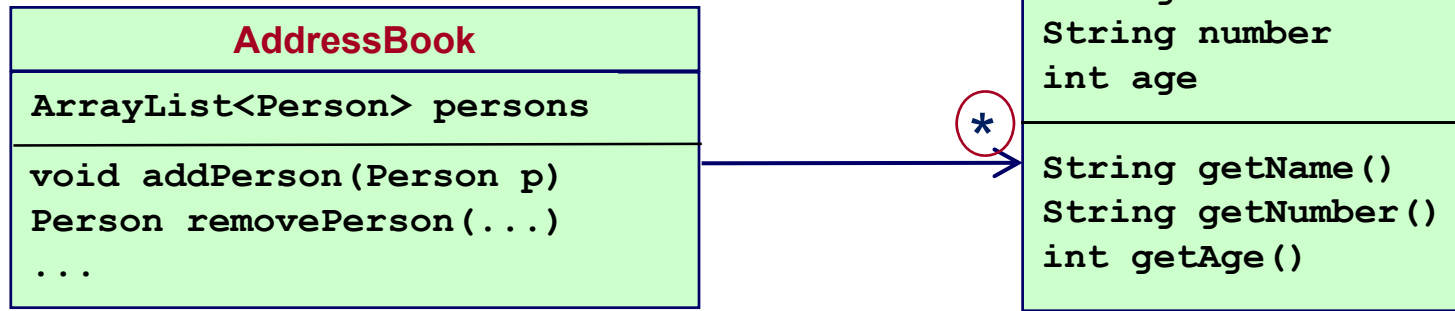 AddressBook
ArrayList<Person> persons
void addPerson(Person p)
Person removePerson(...)
...
*
String number
int age
String getName()
String getNumber()
int getAge()